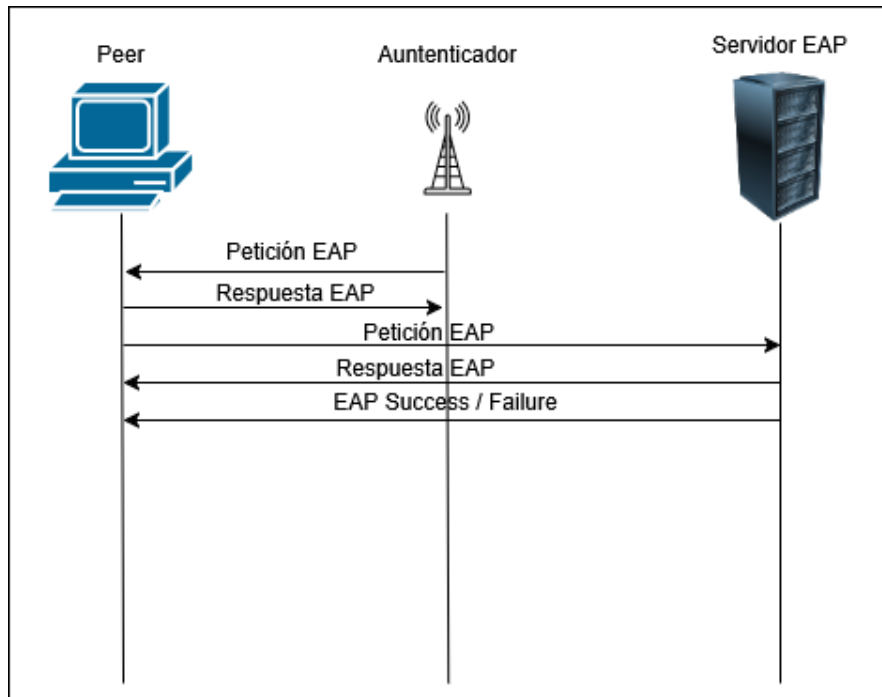 Peer
Auntenticador
Servidor EAP
Petición EAP
Respuesta EAP
Petición EAP
Respuesta EAP
EAP Success / Failure